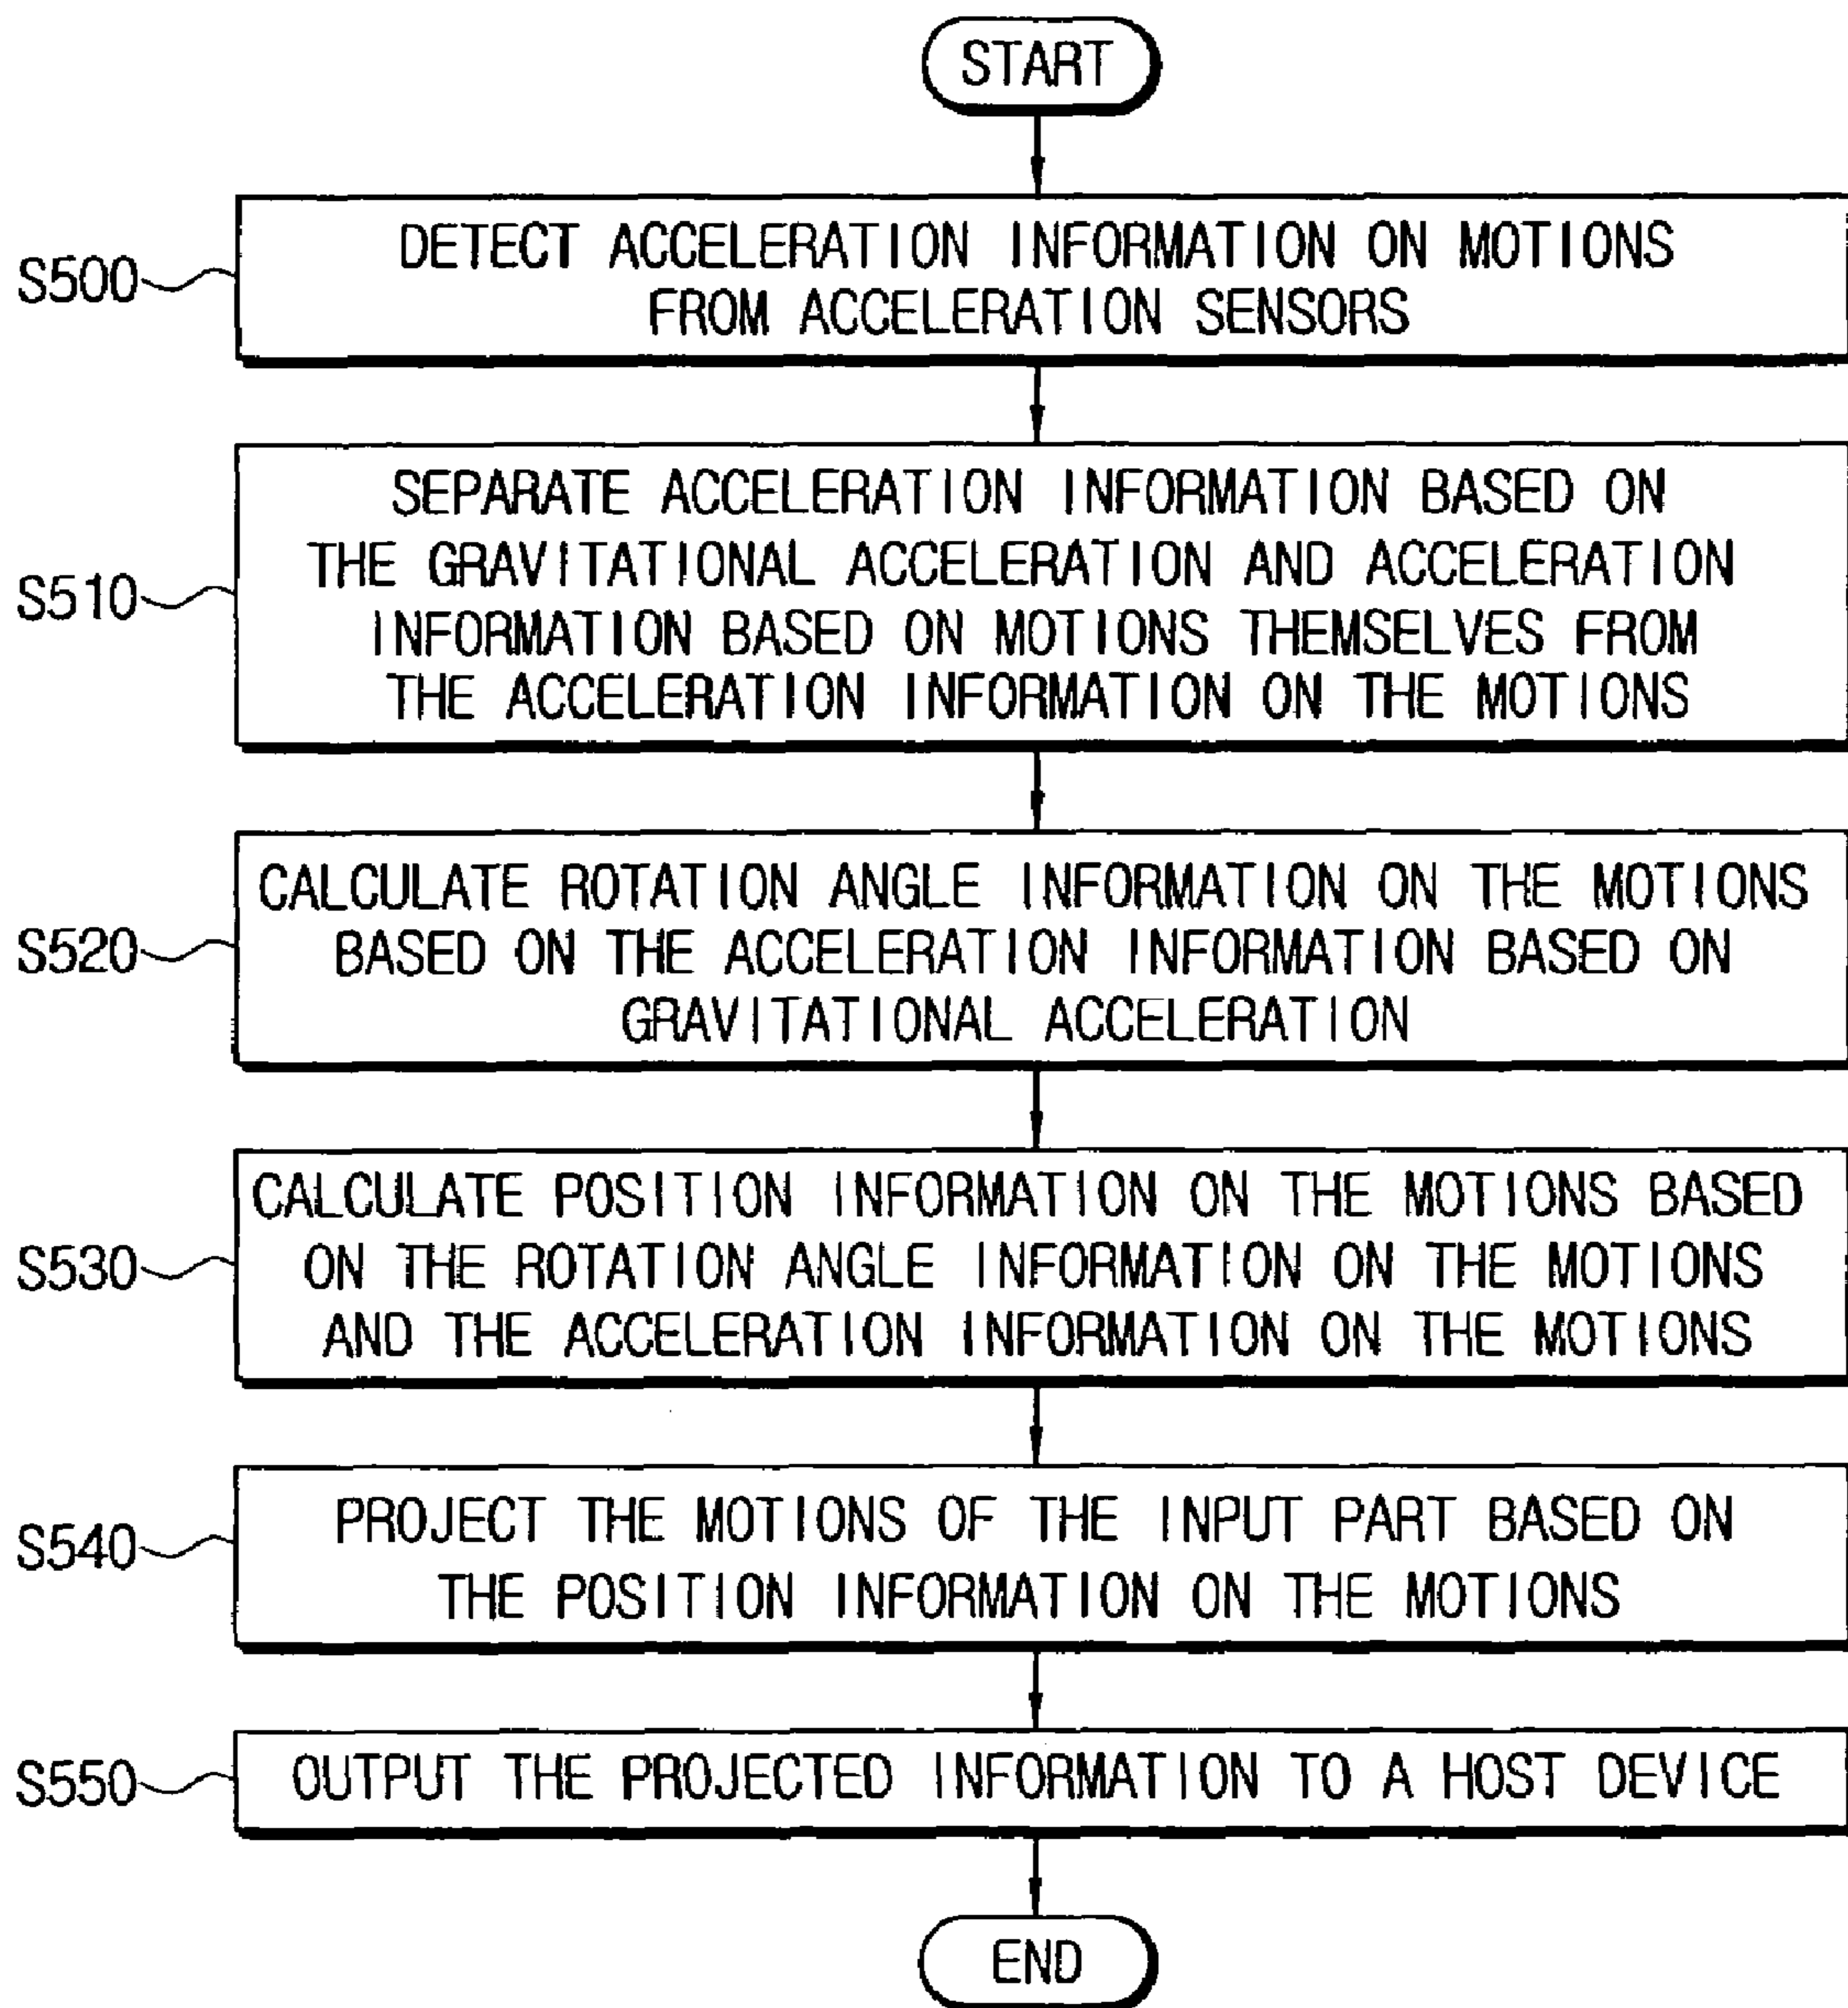 START
S500
DETECT ACCELERATION INFORMATION ON MOTIONS
FROM ACCELERATION SENSORS
S510
SEPARATE ACCELERATION INFORMATION BASED ON
THE GRAVITATIONAL ACCELERATION AND ACCELERATION
INFORMATION BASED ON MOTIONS THEMSELVES FROM
THE ACCELERATION INFORMATION ON THE MOTIONS
S520
CALCULATE ROTATION ANGLE INFORMATION ON THE MOTIONS
BASED ON THE ACCELERATION INFORMATION BASED ON
GRAVITATIONAL ACCELERATION
S530
CALCULATE POSITION INFORMATION ON THE MOTIONS BASED
ON THE ROTATION ANGLE INFORMATION ON THE MOTIONS
AND THE ACCELERATION INFORMATION ON THE MOTIONS
S540
PROJECT THE MOTIONS OF THE INPUT PART BASED ON
THE POSITION INFORMATION ON THE MOTIONS
S550
OUTPUT THE PROJECTED INFORMATION TO A HOST DEVICE
END